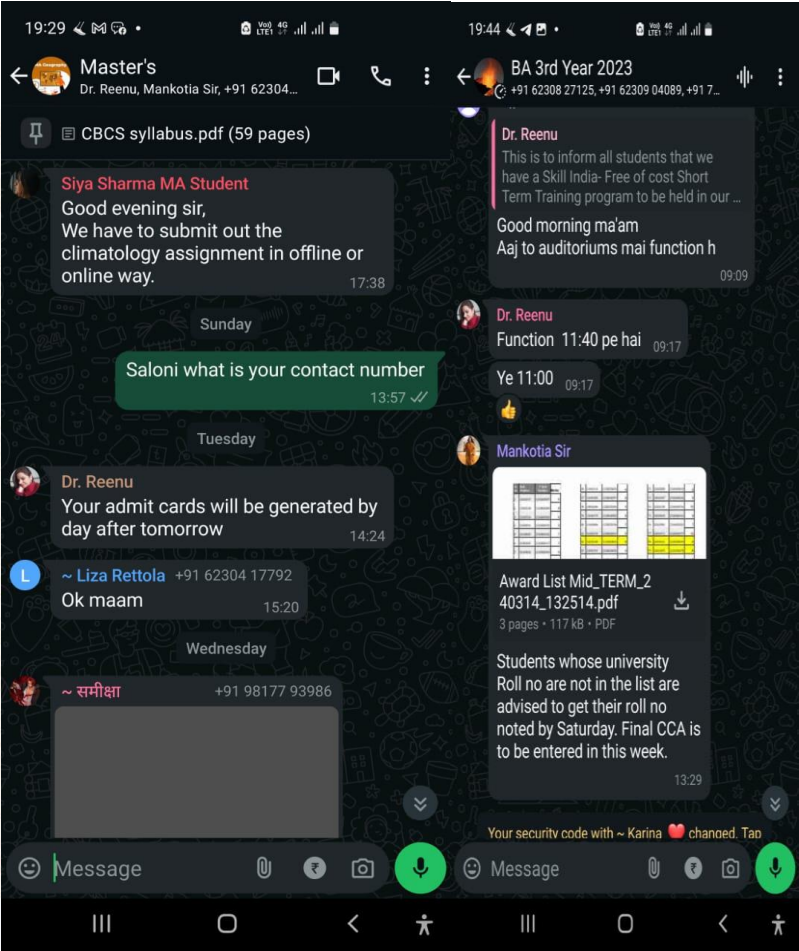 19:29
Master's
Dr. Reenu, Mankotia Sir, +91 62304...
CBCS syllabus.pdf (59 pages)
Siya Sharma MA Student
Good evening sir,
We have to submit out the
climatology assignment in offline or
online way.
17:38
Sunday
Saloni what is your contact number
13:57
Tuesday
Dr. Reenu
Your admit cards will be generated by
day after tomorrow
14:24
L
~ Liza Rettola +91 62304 17792
Ok maam
15:20
Wednesday
~ समीक्षा +91 98177 93986
Message
19:44
BA 3rd Year 2023
+91 62308 27125, +91 62309 04089, +91 7...
Dr. Reenu
This is to inform all students that we
have a Skill India- Free of cost Short
Term Training program to be held in our ...
Good morning ma'am
Aaj to auditoriums mai function h
09:09
Dr. Reenu
Function 11:40 pe hai 09:17
Ye 11:00 09:17
Mankotia Sir
Award List Mid_TERM_2
40314_132514.pdf
3 pages • 117 kB • PDF
Students whose university
Roll no are not in the list are
advised to get their roll no
noted by Saturday. Final CCA is
to be entered in this week.
13:29
Your security code with ~ Karina ❤️ changed. Tap
Message